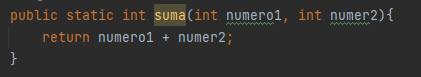 public static int suma(int numero1, int numer2){
    return numero1 + numer2;
}